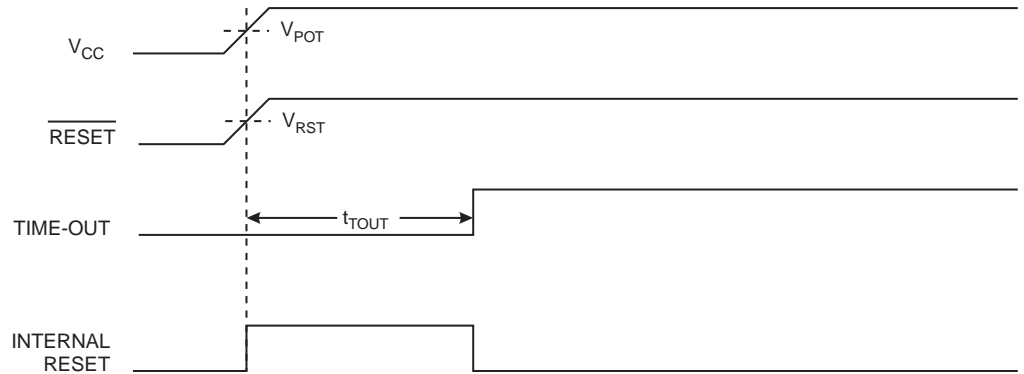 V_CC
V_POT
RESET
V_RST
TIME-OUT
t_TOUT
INTERNAL
RESET